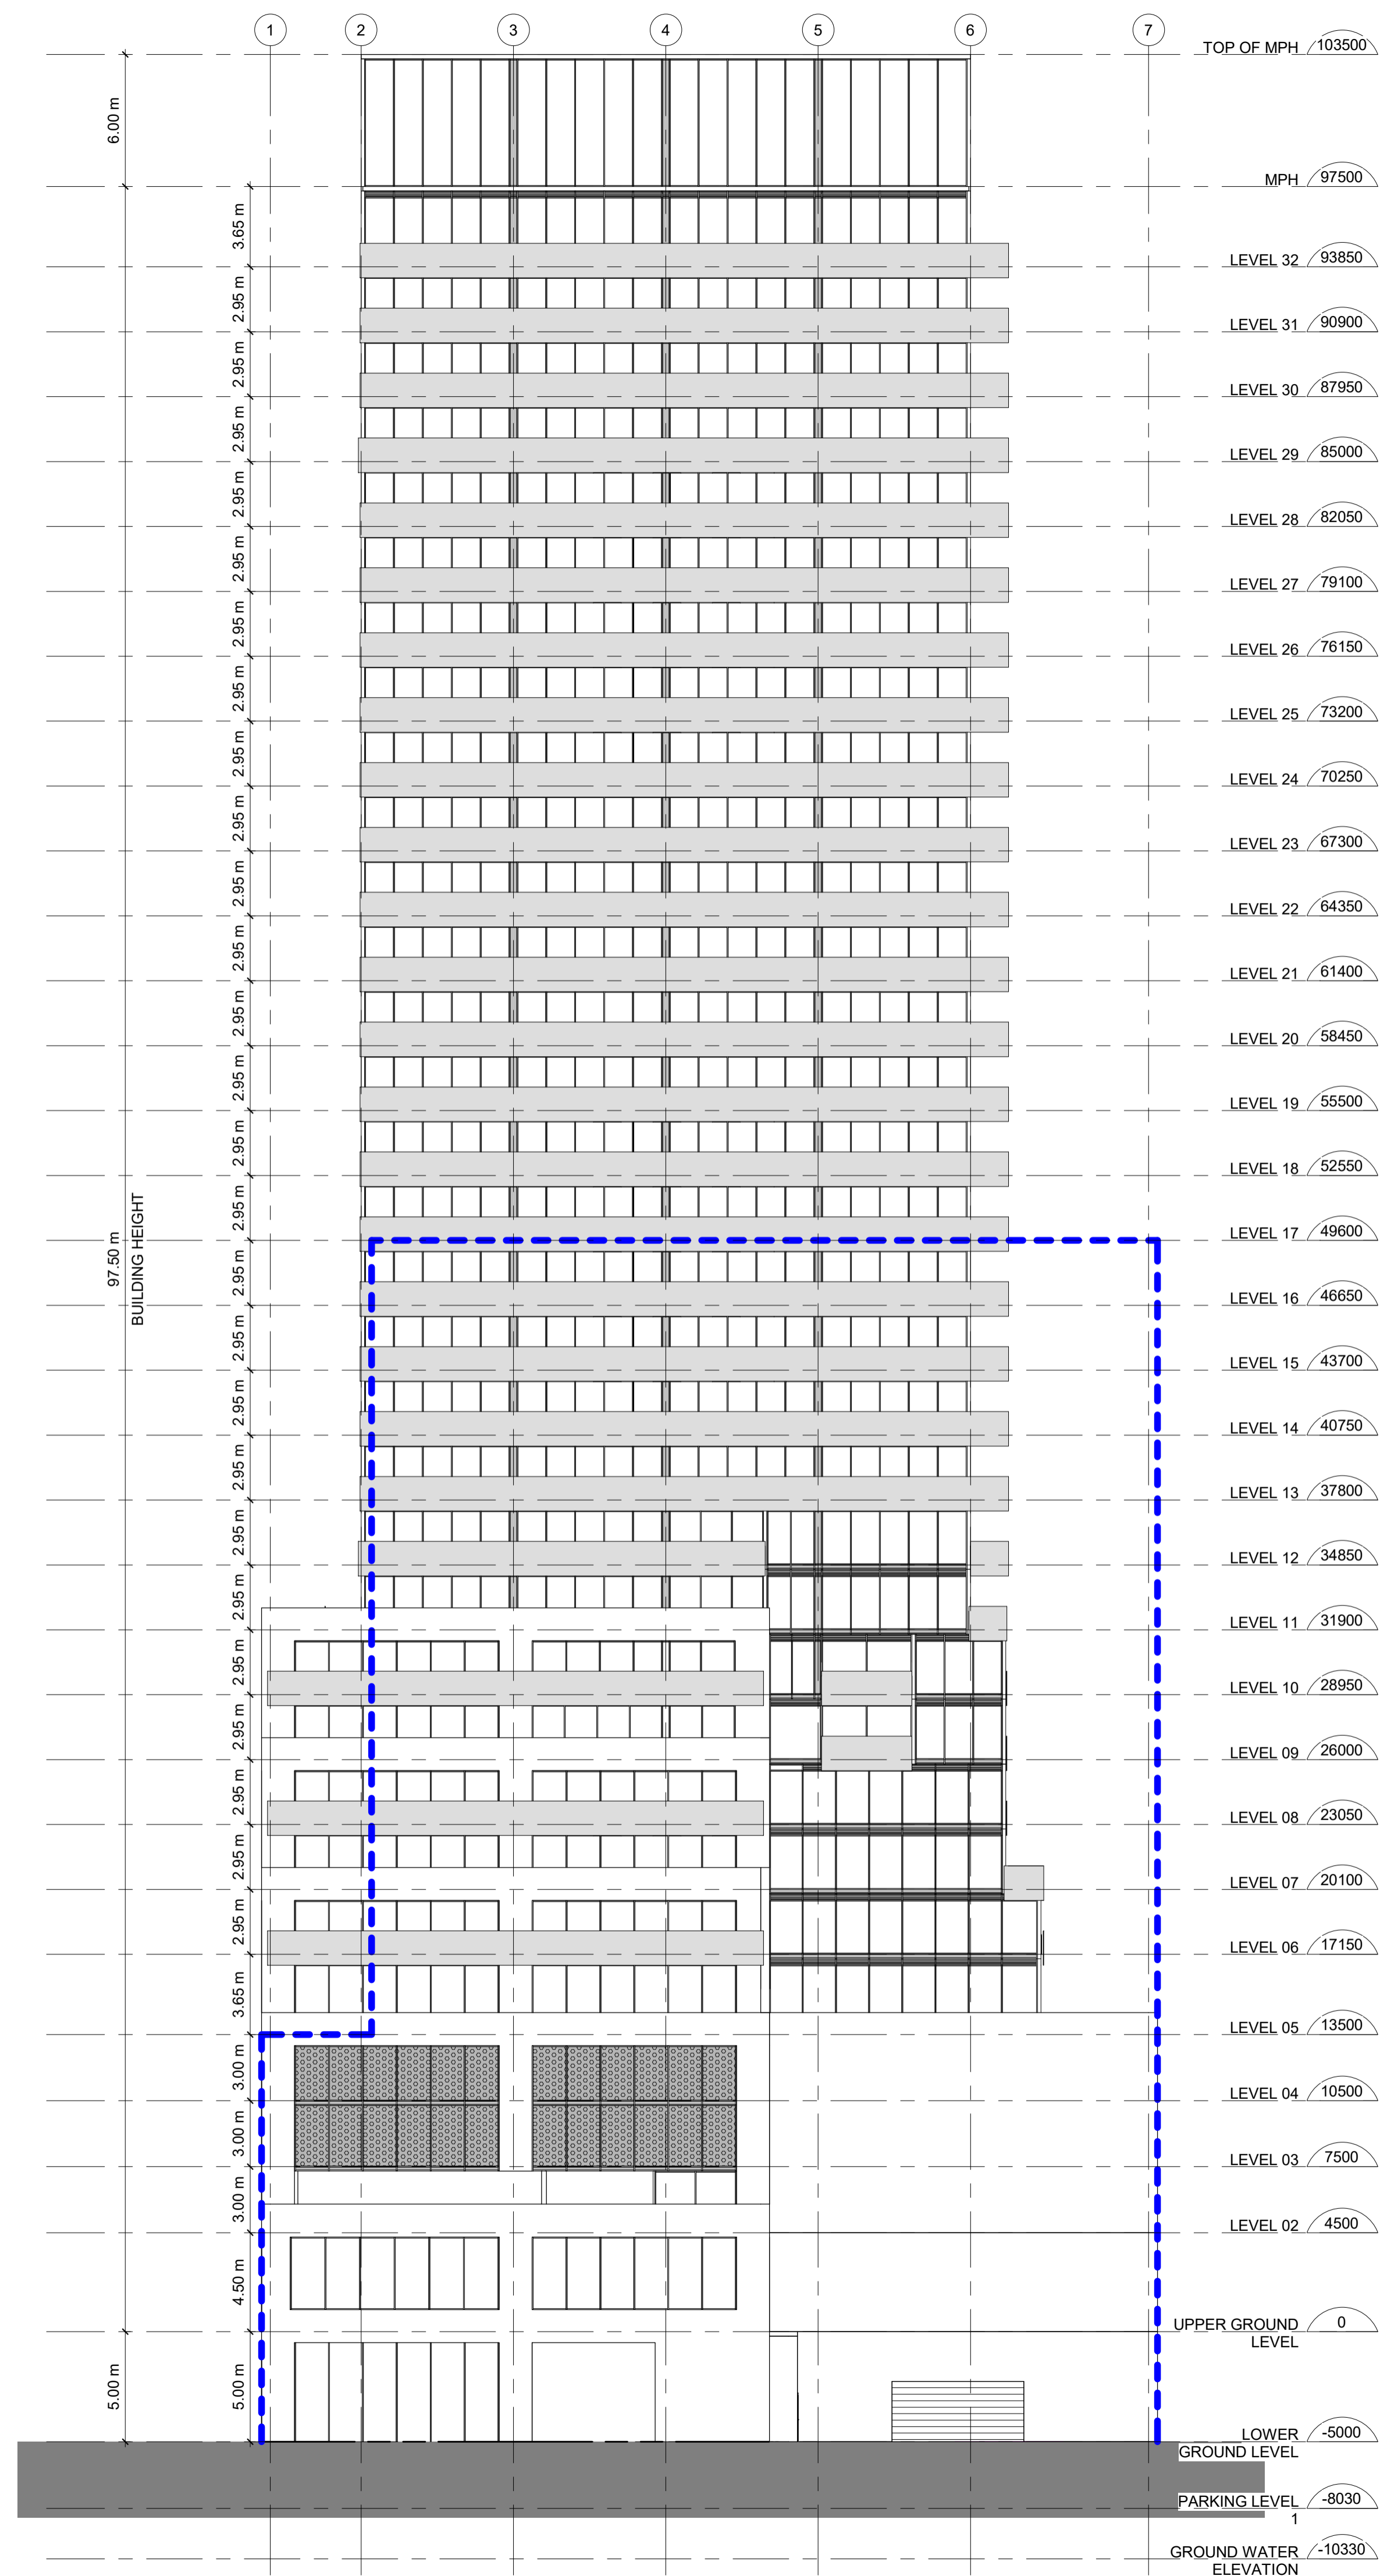 1 2 3 4 5 6 7
TOP OF MPH 103500
6.00 m
MPH 97500
3.65 m
LEVEL 32 93850
2.95 m
LEVEL 31 90900
2.95 m
LEVEL 30 87950
2.95 m
LEVEL 29 85000
2.95 m
LEVEL 28 82050
2.95 m
LEVEL 27 79100
2.95 m
LEVEL 26 76150
2.95 m
LEVEL 25 73200
2.95 m
LEVEL 24 70250
2.95 m
LEVEL 23 67300
2.95 m
LEVEL 22 64350
2.95 m
LEVEL 21 61400
2.95 m
LEVEL 20 58450
2.95 m
LEVEL 19 55500
2.95 m
LEVEL 18 52550
2.95 m
97.50 m
BUILDING HEIGHT
LEVEL 17 49600
2.95 m
LEVEL 16 46650
2.95 m
LEVEL 15 43700
2.95 m
LEVEL 14 40750
2.95 m
LEVEL 13 37800
2.95 m
LEVEL 12 34850
2.95 m
LEVEL 11 31900
2.95 m
LEVEL 10 28950
2.95 m
LEVEL 09 26000
2.95 m
LEVEL 08 23050
2.95 m
LEVEL 07 20100
2.95 m
LEVEL 06 17150
3.65 m
LEVEL 05 13500
3.00 m
LEVEL 04 10500
3.00 m
LEVEL 03 7500
3.00 m
LEVEL 02 4500
4.50 m
UPPER GROUND 0
LEVEL
5.00 m 5.00 m
LOWER -5000
GROUND LEVEL
PARKING LEVEL -8030
1
GROUND WATER -10330
ELEVATION